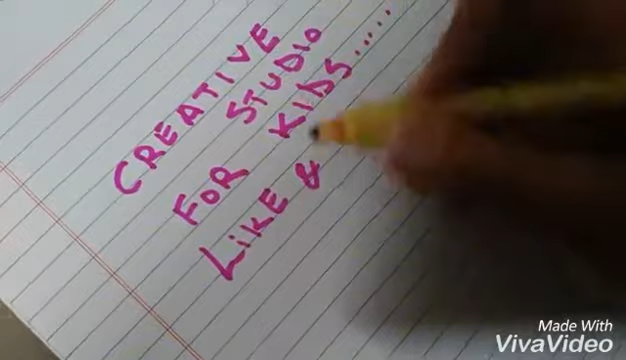 CREATIVE
STUDIO
FOR KIDS.....
LIKE &
Made With
VivaVideo